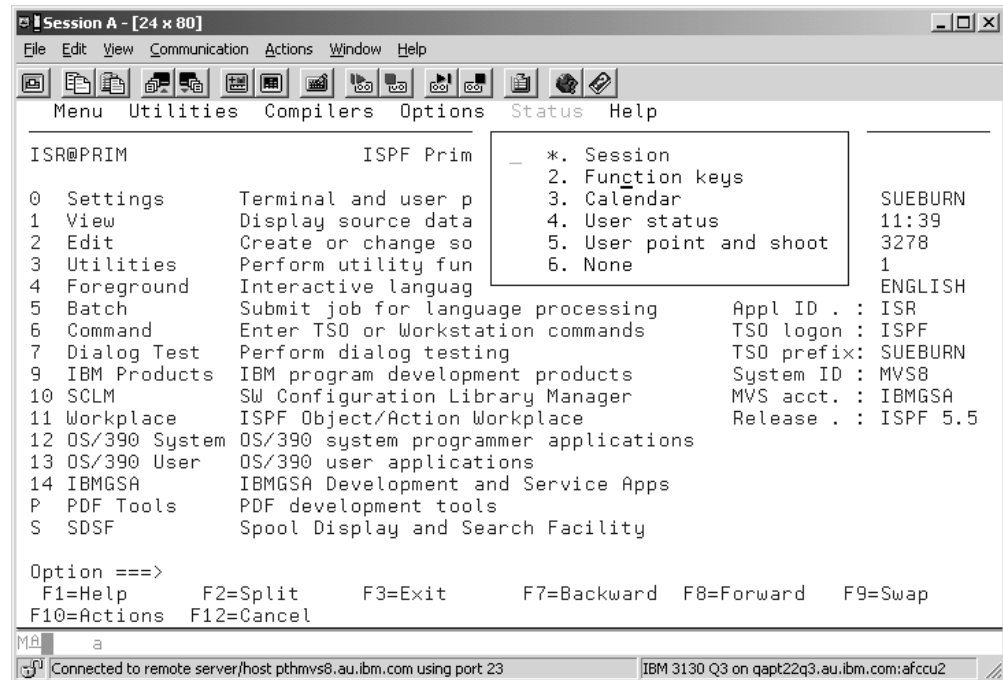 Session A - [24 x 80]
File Edit View Communication Actions Window Help
Menu Utilities Compilers Options Status Help
ISR@PRIM ISPF Prim _ *. Session
2. Function keys
0 Settings Terminal and user p 3. Calendar SUEBURN
1 View Display source data 4. User status 11:39
2 Edit Create or change so 5. User point and shoot 3278
3 Utilities Perform utility fun 6. None 1
4 Foreground Interactive languag ENGLISH
5 Batch Submit job for language processing Appl ID . : ISR
6 Command Enter TSO or Workstation commands TSO logon : ISPF
7 Dialog Test Perform dialog testing TSO prefix: SUEBURN
9 IBM Products IBM program development products System ID : MVS8
10 SCLM SW Configuration Library Manager MVS acct. : IBMGSA
11 Workplace ISPF Object/Action Workplace Release . : ISPF 5.5
12 OS/390 System OS/390 system programmer applications
13 OS/390 User OS/390 user applications
14 IBMGSA IBMGSA Development and Service Apps
P PDF Tools PDF development tools
S SDSF Spool Display and Search Facility
Option ===>
F1=Help F2=Split F3=Exit F7=Backward F8=Forward F9=Swap
F10=Actions F12=Cancel
MA a
Connected to remote server/host pthmvs8.au.ibm.com using port 23 IBM 3130 Q3 on qapt22q3.au.ibm.com:afccu2